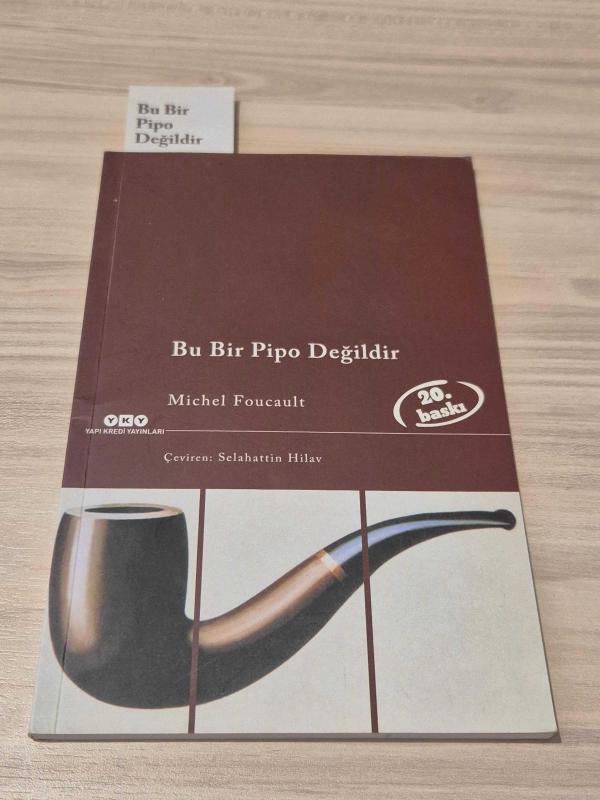 Bu Bir
Pipo
Değildir
Bu Bir Pipo Değildir
Michel Foucault
20.
baskı
YKY
YAPI KREDİ YAYINLARI
Çeviren: Selahattin Hilav